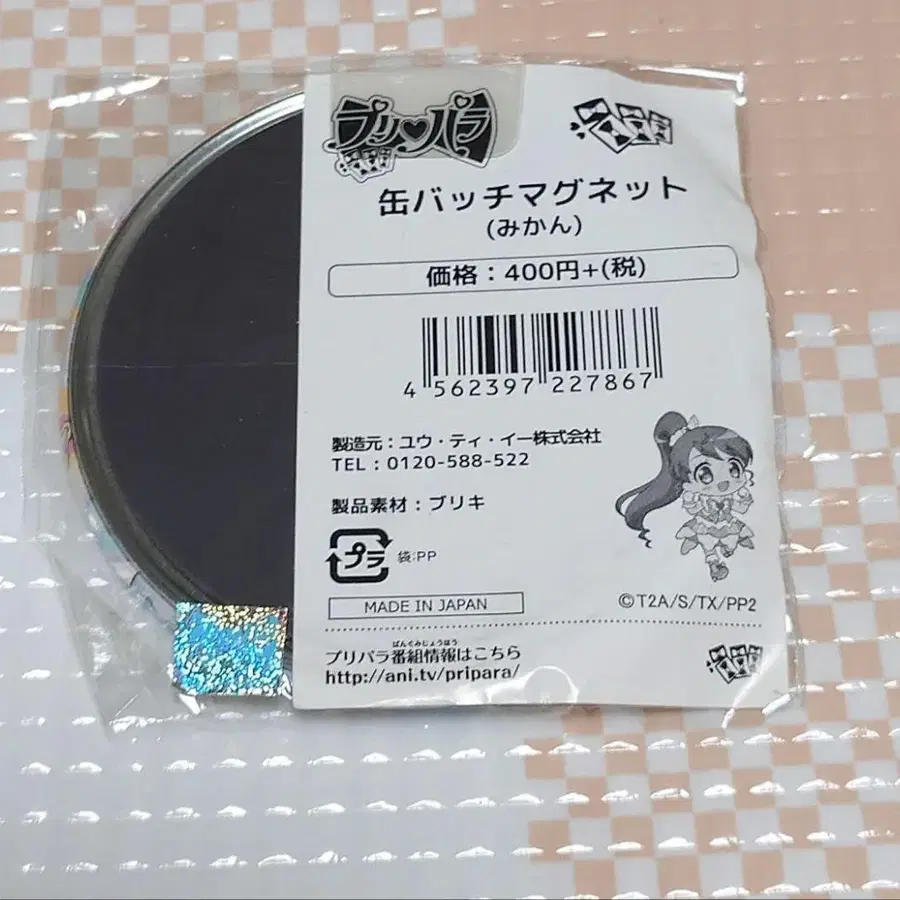 プリ♥パラ
缶バッチマグネット
(みかん)
価格：400円+(税)
4 562397 227867
製造元：ユウ・ティ・イー株式会社
TEL：0120-588-522
製品素材：ブリキ
プラ 袋:PP
MADE IN JAPAN
©T2A/S/TX/PP2
ばんぐみじょうほう
プリパラ番組情報はこちら
http://ani.tv/pripara/